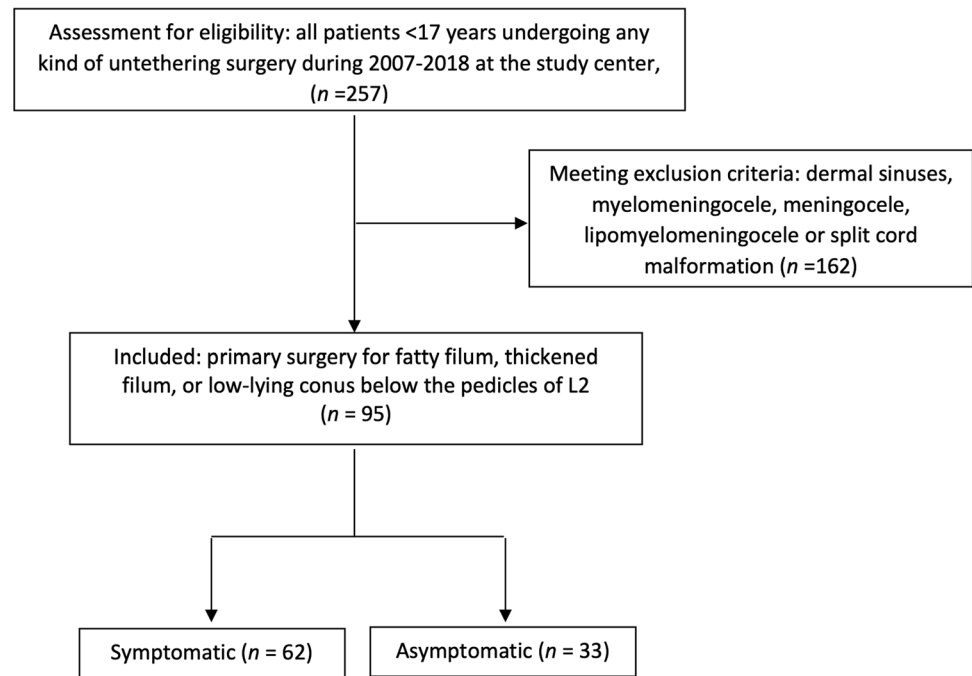 Assessment for eligibility: all patients <17 years undergoing any
kind of untethering surgery during 2007-2018 at the study center,
(n =257)
Meeting exclusion criteria: dermal sinuses,
myelomeningocele, meningocele,
lipomyelomeningocele or split cord
malformation (n =162)
Included: primary surgery for fatty filum, thickened
filum, or low-lying conus below the pedicles of L2
(n = 95)
Symptomatic (n = 62)
Asymptomatic (n = 33)